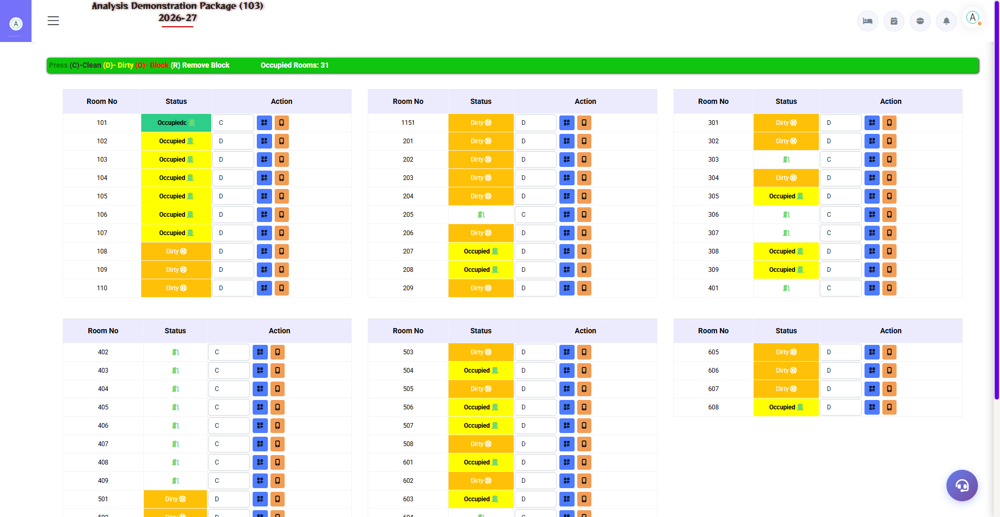 Analysis Demonstration Package (103)
2026-27
A
A
Press (C)-Clean (D)- Dirty (O)- Block (R) Remove Block Occupied Rooms: 31
Room No Status Action
101 Occupiedc C
102 Occupied D
103 Occupied D
104 Occupied D
105 Occupied D
106 Occupied D
107 Occupied D
108 Dirty D
109 Dirty D
110 Dirty D
Room No Status Action
1151 Dirty D
201 Dirty D
202 Dirty D
203 Dirty D
204 Dirty D
205 C
206 Dirty D
207 Occupied D
208 Occupied D
209 Dirty D
Room No Status Action
301 Dirty D
302 Dirty D
303 C
304 Dirty D
305 Occupied D
306 C
307 C
308 Occupied D
309 Occupied D
401 C
Room No Status Action
402 C
403 C
404 C
405 C
406 C
407 C
408 C
409 C
501 Dirty D
502 Dirty D
Room No Status Action
503 Dirty D
504 Occupied D
505 Dirty D
506 Occupied D
507 Occupied D
508 Dirty D
601 Occupied D
602 Dirty D
603 Occupied D
604 C
Room No Status Action
605 Dirty D
606 Dirty D
607 Dirty D
608 Occupied D